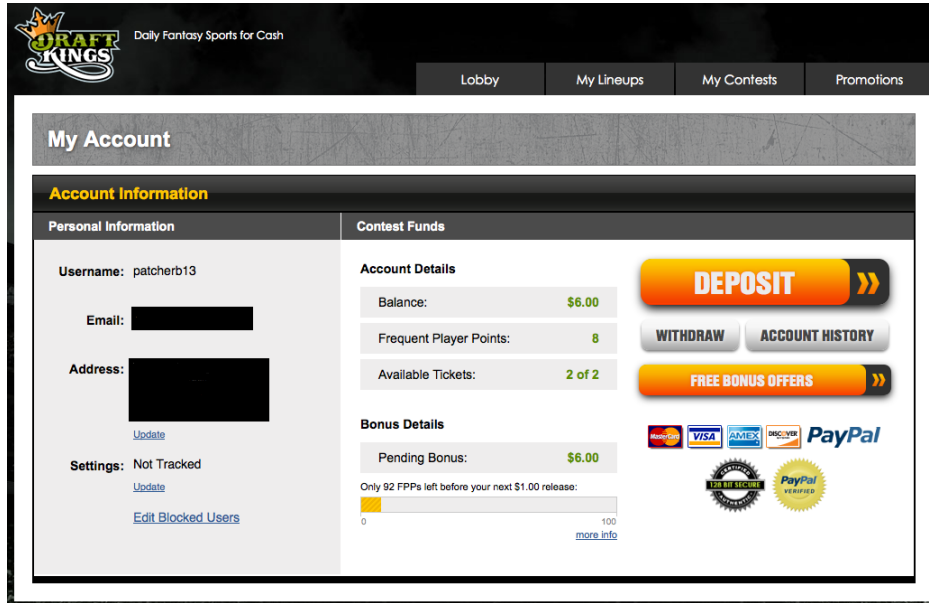 DRAFT
KINGS
Daily Fantasy Sports for Cash
Lobby
My Lineups
My Contests
Promotions
My Account
Account Information
Personal Information
Contest Funds
Username: patcherb13
Email:
Address:
Update
Settings: Not Tracked
Update
Edit Blocked Users
Account Details
Balance: $6.00
Frequent Player Points: 8
Available Tickets: 2 of 2
Bonus Details
Pending Bonus: $6.00
Only 92 FPPs left before your next $1.00 release:
0 100
more info
DEPOSIT
WITHDRAW
ACCOUNT HISTORY
FREE BONUS OFFERS
MasterCard VISA AMEX DISCOVER PayPal
CERTIFIED
128 BIT SECURE
AUTHENTIC
PayPal
VERIFIED